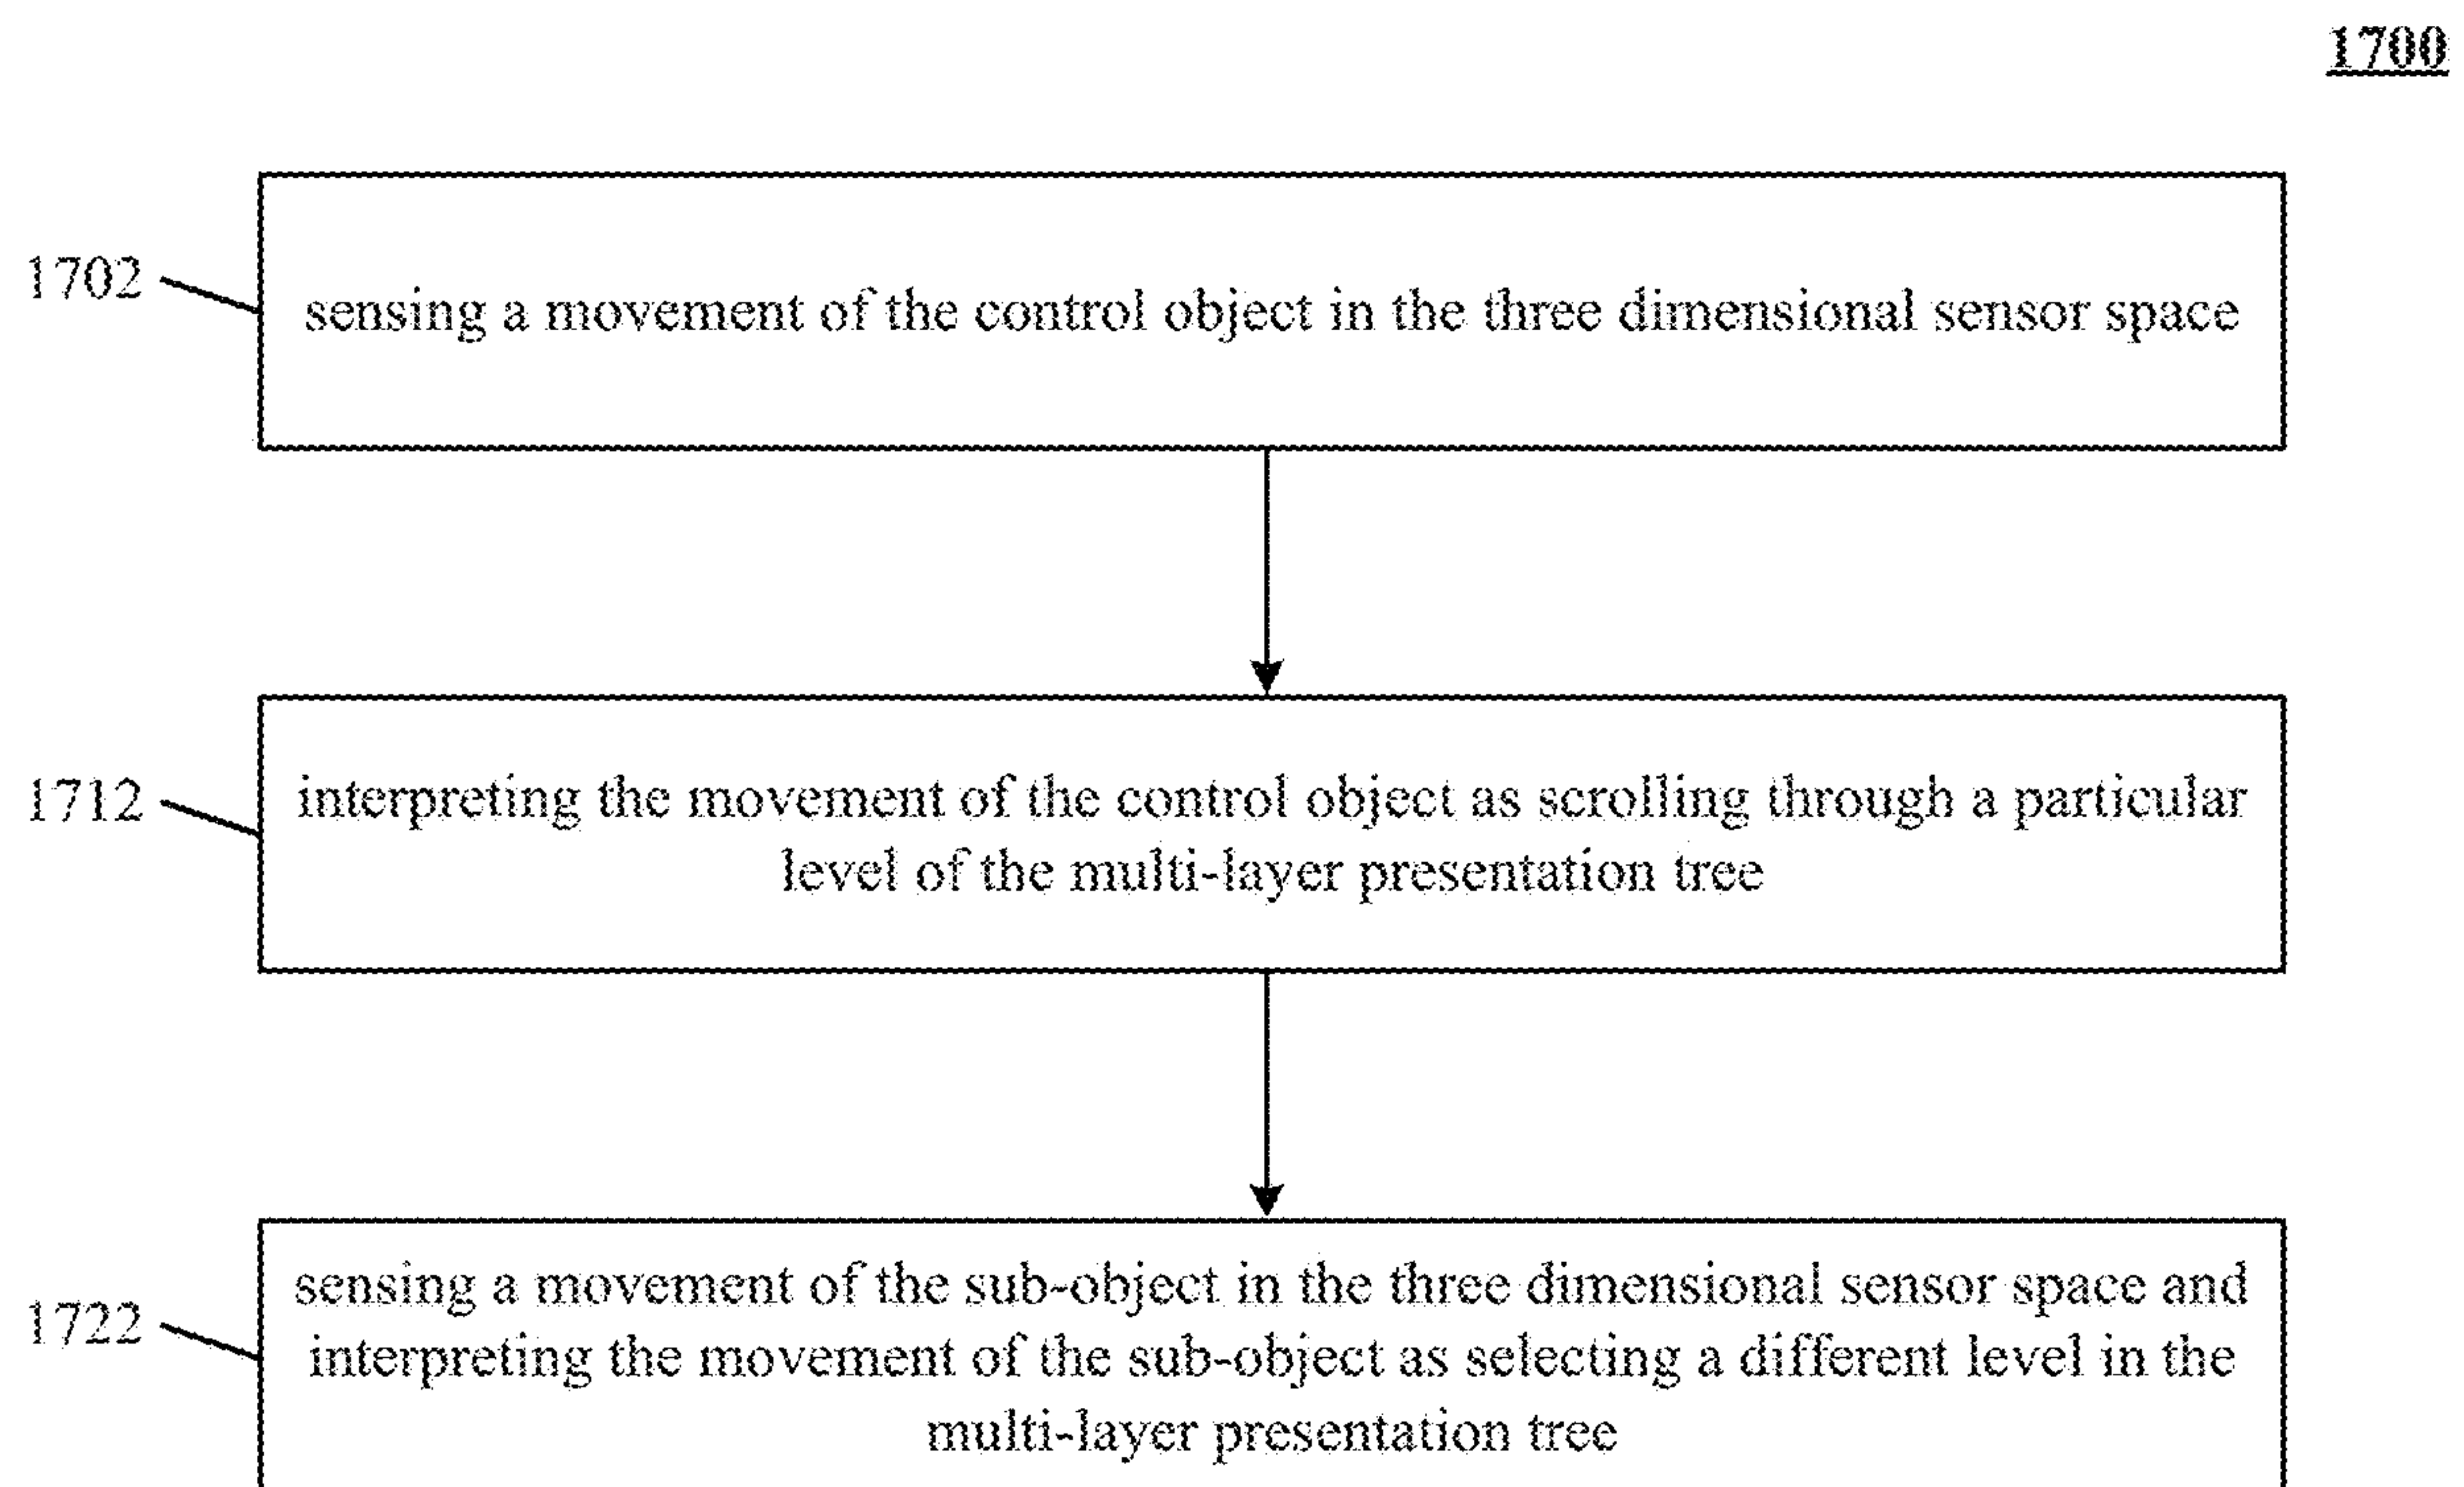 1700
1702
sensing a movement of the control object in the three dimensional sensor space
1712
interpreting the movement of the control object as scrolling through a particular
level of the multi-layer presentation tree
1722
sensing a movement of the sub-object in the three dimensional sensor space and
interpreting the movement of the sub-object as selecting a different level in the
multi-layer presentation tree